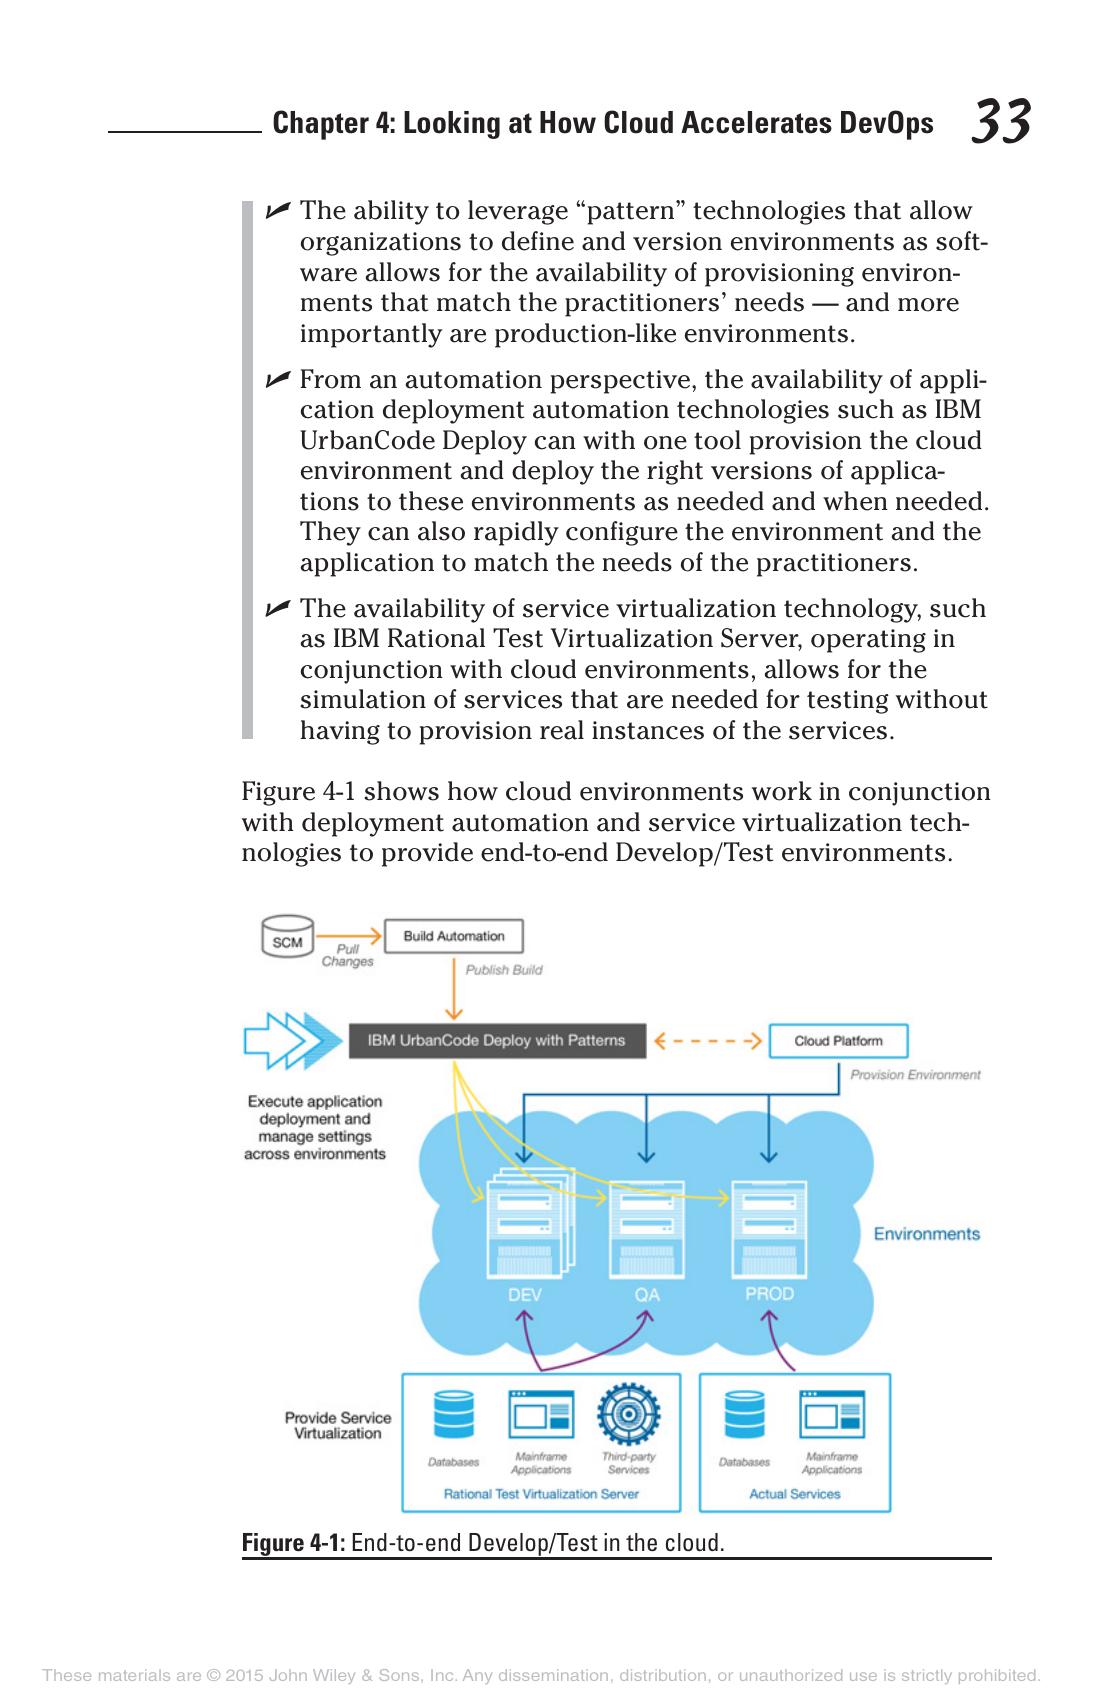 Chapter 4: Looking at How Cloud Accelerates DevOps 33
✓ The ability to leverage “pattern” technologies that allow
organizations to define and version environments as soft-
ware allows for the availability of provisioning environ-
ments that match the practitioners’ needs — and more
importantly are production-like environments.
✓ From an automation perspective, the availability of appli-
cation deployment automation technologies such as IBM
UrbanCode Deploy can with one tool provision the cloud
environment and deploy the right versions of applica-
tions to these environments as needed and when needed.
They can also rapidly configure the environment and the
application to match the needs of the practitioners.
✓ The availability of service virtualization technology, such
as IBM Rational Test Virtualization Server, operating in
conjunction with cloud environments, allows for the
simulation of services that are needed for testing without
having to provision real instances of the services.
Figure 4-1 shows how cloud environments work in conjunction
with deployment automation and service virtualization tech-
nologies to provide end-to-end Develop/Test environments.
SCM
Pull
Changes
Build Automation
Publish Build
IBM UrbanCode Deploy with Patterns
Cloud Platform
Provision Environment
Execute application
deployment and
manage settings
across environments
Environments
DEV
QA
PROD
Provide Service
Virtualization
Databases
Mainframe
Applications
Third-party
Services
Rational Test Virtualization Server
Databases
Mainframe
Applications
Actual Services
Figure 4-1: End-to-end Develop/Test in the cloud.
These materials are © 2015 John Wiley & Sons, Inc. Any dissemination, distribution, or unauthorized use is strictly prohibited.